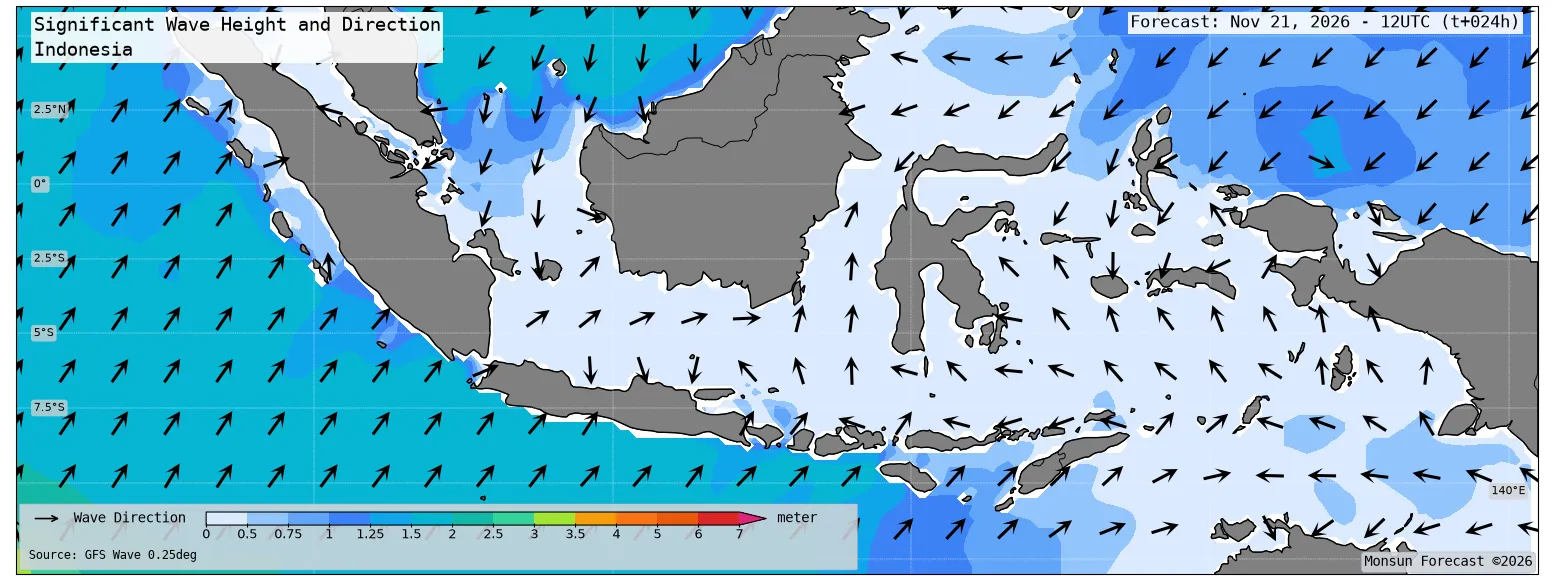 Significant Wave Height and Direction
Indonesia
Forecast: Nov 21, 2026 - 12UTC (t+024h)
2.5°N
0°
2.5°S
5°S
7.5°S
140°E
Wave Direction
meter
0 0.5 0.75 1 1.25 1.5 2 2.5 3 3.5 4 5 6 7
Source: GFS Wave 0.25deg
Monsun Forecast ©2026